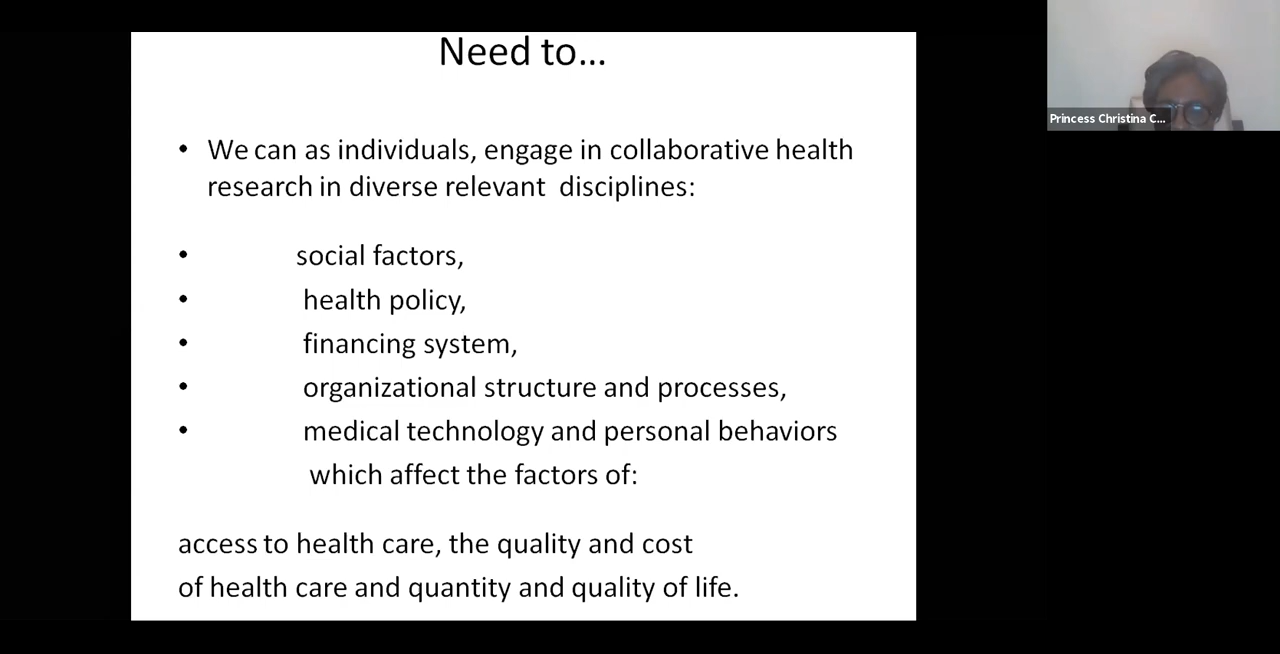 Need to...
• We can as individuals, engage in collaborative health
research in diverse relevant disciplines:
• social factors,
• health policy,
• financing system,
• organizational structure and processes,
• medical technology and personal behaviors
which affect the factors of:
access to health care, the quality and cost
of health care and quantity and quality of life.
Princess Christina C...